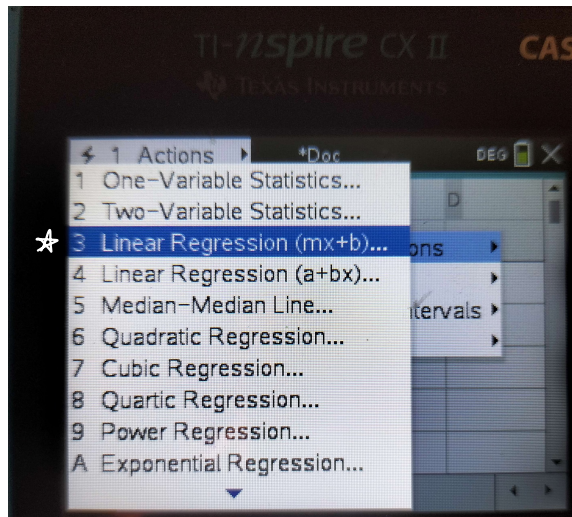 TI-nspire CX II CAS
TEXAS INSTRUMENTS
1 Actions
*Doc
DEG
1 One-Variable Statistics...
2 Two-Variable Statistics...
3 Linear Regression (mx+b)...
4 Linear Regression (a+bx)...
5 Median-Median Line...
6 Quadratic Regression...
7 Cubic Regression...
8 Quartic Regression...
9 Power Regression...
A Exponential Regression...
D
ons
ntervals